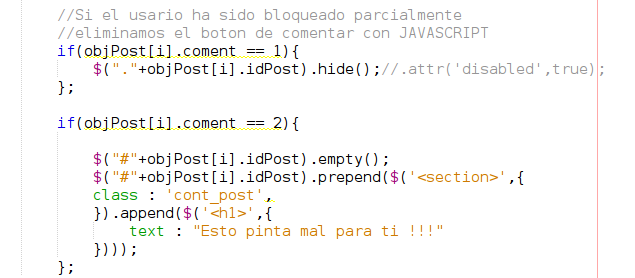 //Si el usario ha sido bloqueado parcialmente
//eliminamos el boton de comentar con JAVASCRIPT
if(objPost[i].coment == 1){
$("."+objPost[i].idPost).hide();//.attr('disabled',true);
};
if(objPost[i].coment == 2){
$("#"+objPost[i].idPost).empty();
$("#"+objPost[i].idPost).prepend($('<section>',{
class : 'cont_post',
}).append($('<h1>',{
text : "Esto pinta mal para ti !!!"
})));
};